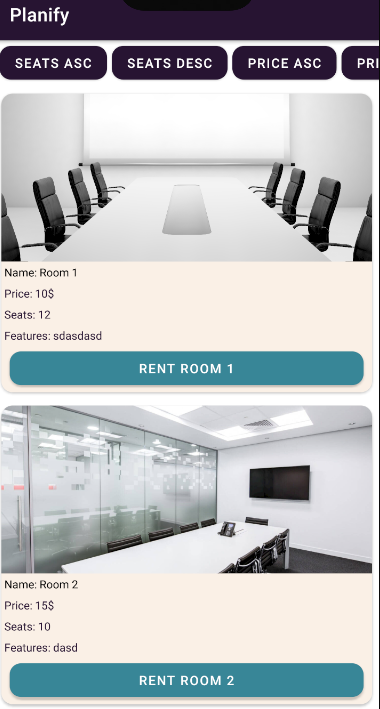 Planify
SEATS ASC SEATS DESC PRICE ASC PRI
Name: Room 1
Price: 10$
Seats: 12
Features: sdasdasd
RENT ROOM 1
Name: Room 2
Price: 15$
Seats: 10
Features: dasd
RENT ROOM 2